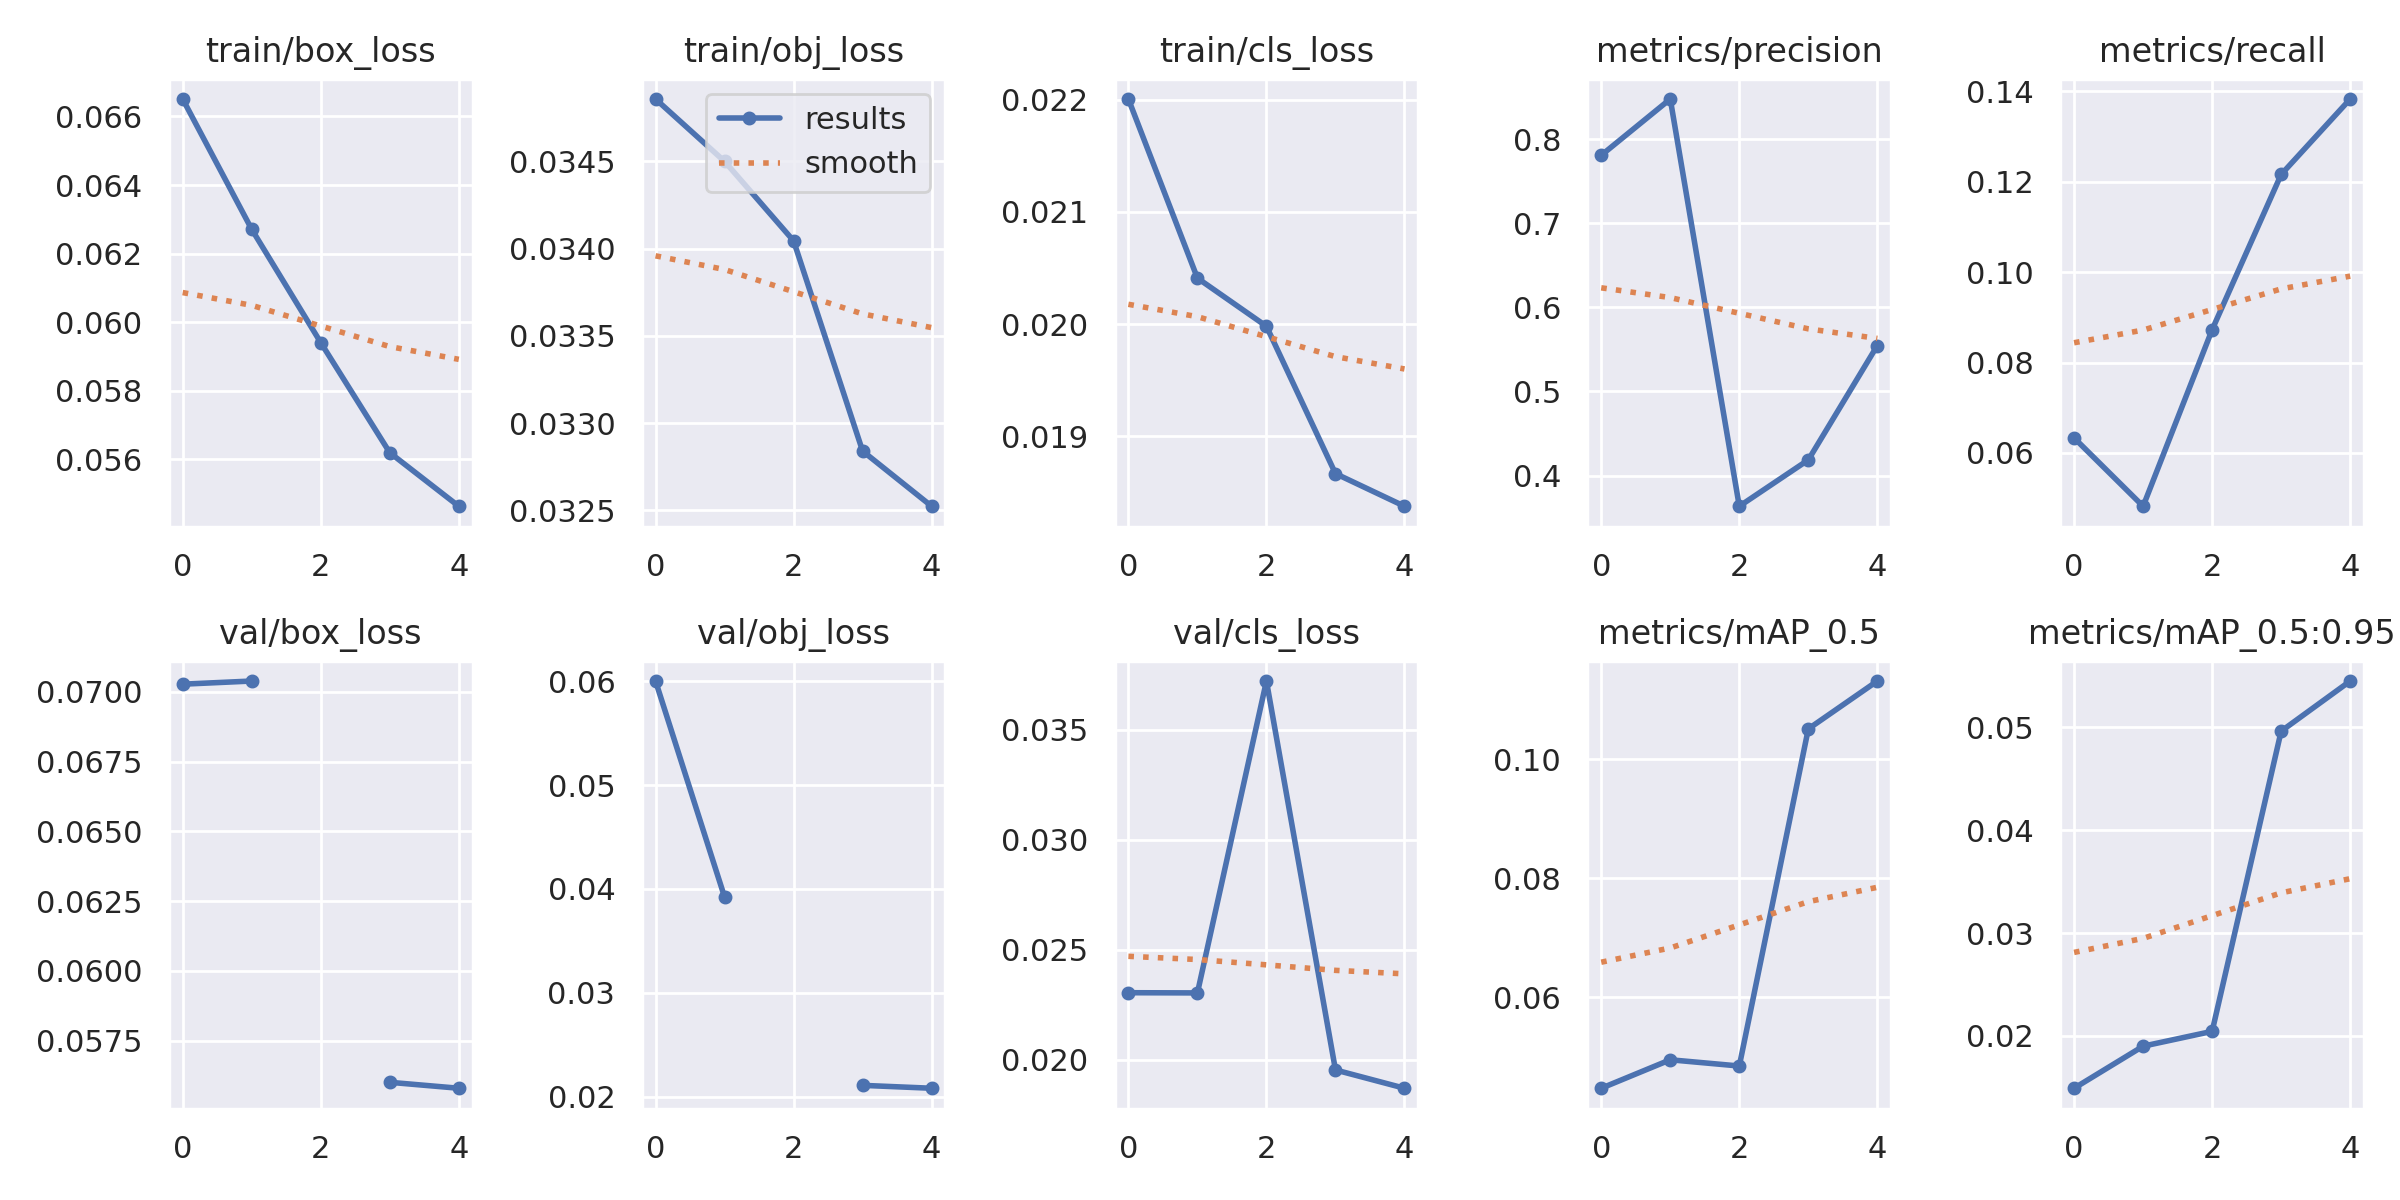 train/box_loss
0.066
0.064
0.062
0.060
0.058
0.056
0 2 4
train/obj_loss
results
smooth
0.0345
0.0340
0.0335
0.0330
0.0325
0 2 4
train/cls_loss
0.022
0.021
0.020
0.019
0 2 4
metrics/precision
0.8
0.7
0.6
0.5
0.4
0 2 4
metrics/recall
0.14
0.12
0.10
0.08
0.06
0 2 4
val/box_loss
0.0700
0.0675
0.0650
0.0625
0.0600
0.0575
0 2 4
val/obj_loss
0.06
0.05
0.04
0.03
0.02
0 2 4
val/cls_loss
0.035
0.030
0.025
0.020
0 2 4
metrics/mAP_0.5
0.10
0.08
0.06
0 2 4
metrics/mAP_0.5:0.95
0.05
0.04
0.03
0.02
0 2 4